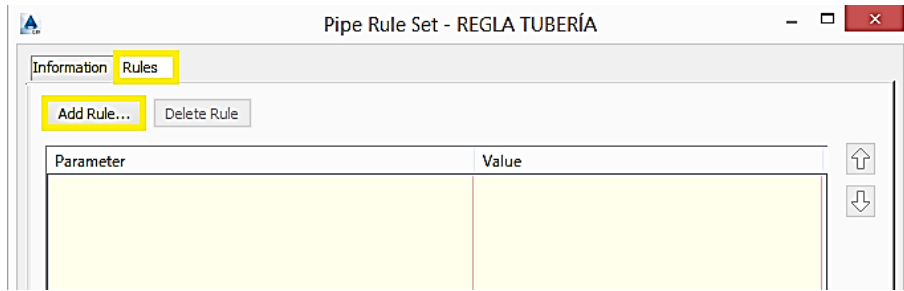 Pipe Rule Set - REGLA TUBERÍA
Information Rules
Add Rule... Delete Rule
Parameter Value